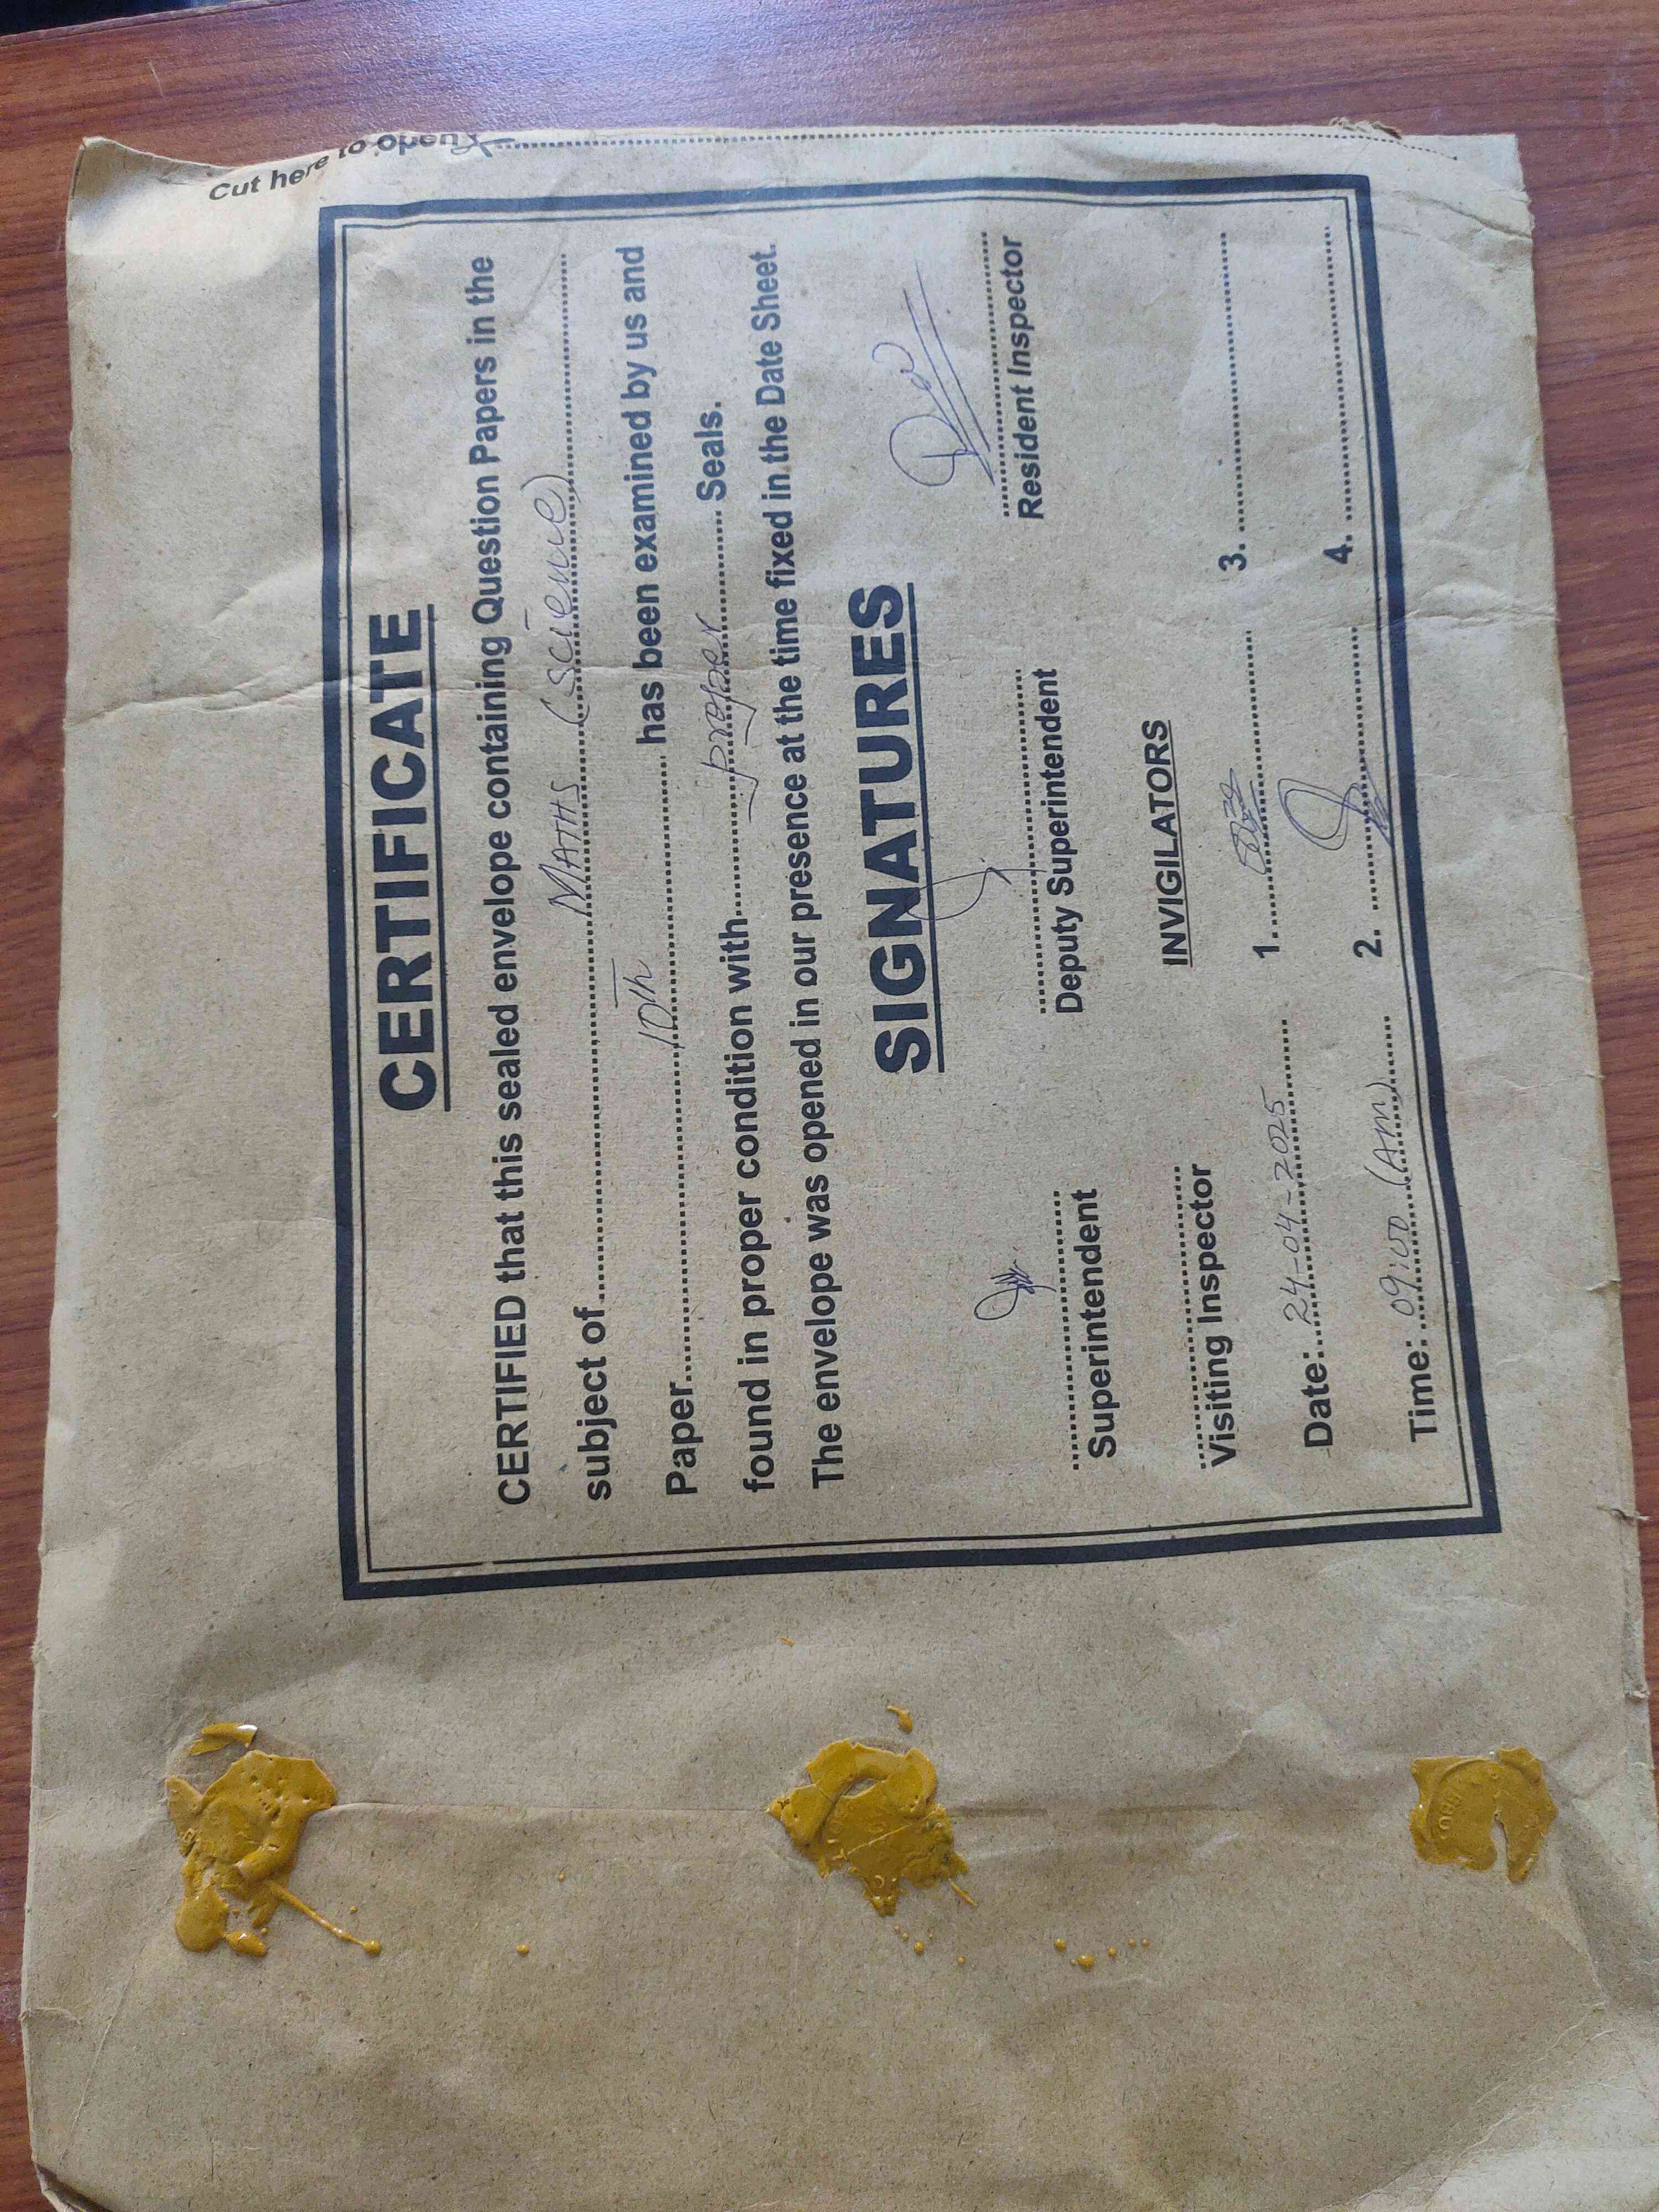 Cut here to open
CERTIFICATE
CERTIFIED that this sealed envelope containing Question Papers in the
subject of.......... MATHS (Science) ..........
Paper.......... 10th .......... has been examined by us and
found in proper condition with.......... proper .......... Seals.
The envelope was opened in our presence at the time fixed in the Date Sheet.
SIGNATURES
Superintendent Deputy Superintendent Resident Inspector
INVIGILATORS
Visiting Inspector 1. 3.
Date: 24-04-2025
2. 4.
Time: 09:00 (Am)